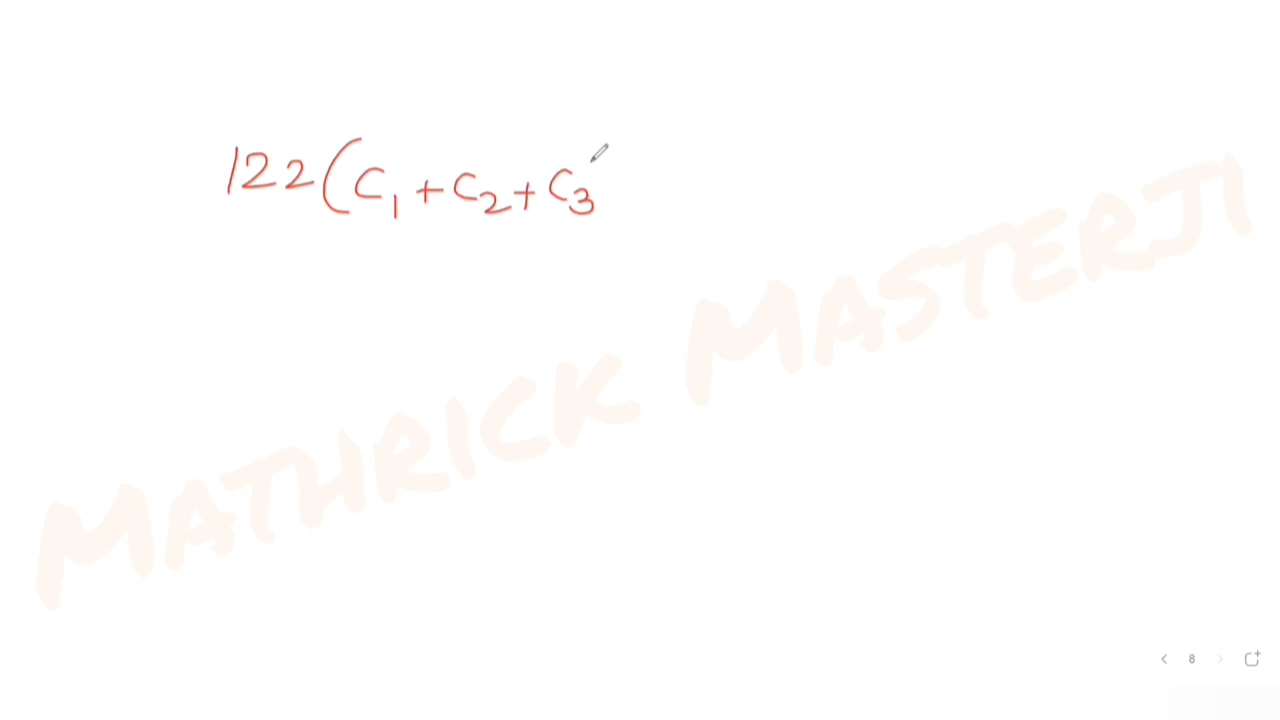 122 (C₁ + C₂ + C₃
MATHRICK MASTERJI
8